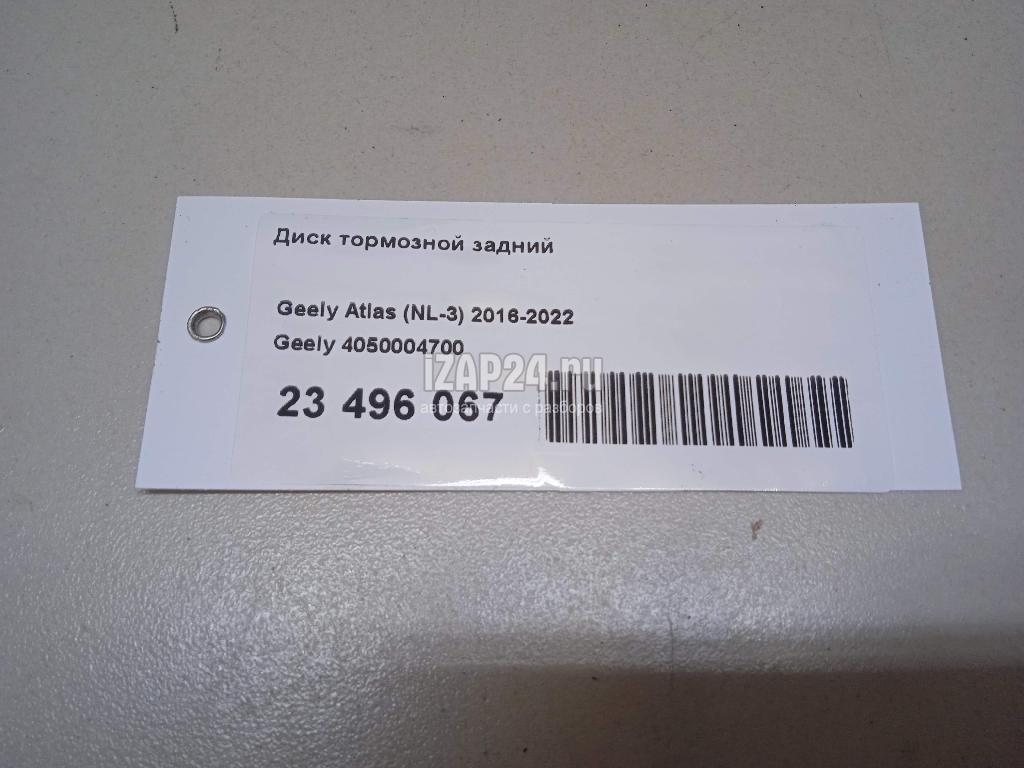 Диск тормозной задний
Geely Atlas (NL-3) 2016-2022
Geely 4050004700
iZAP24.ru
23 496 067
автозапчасти с разборов